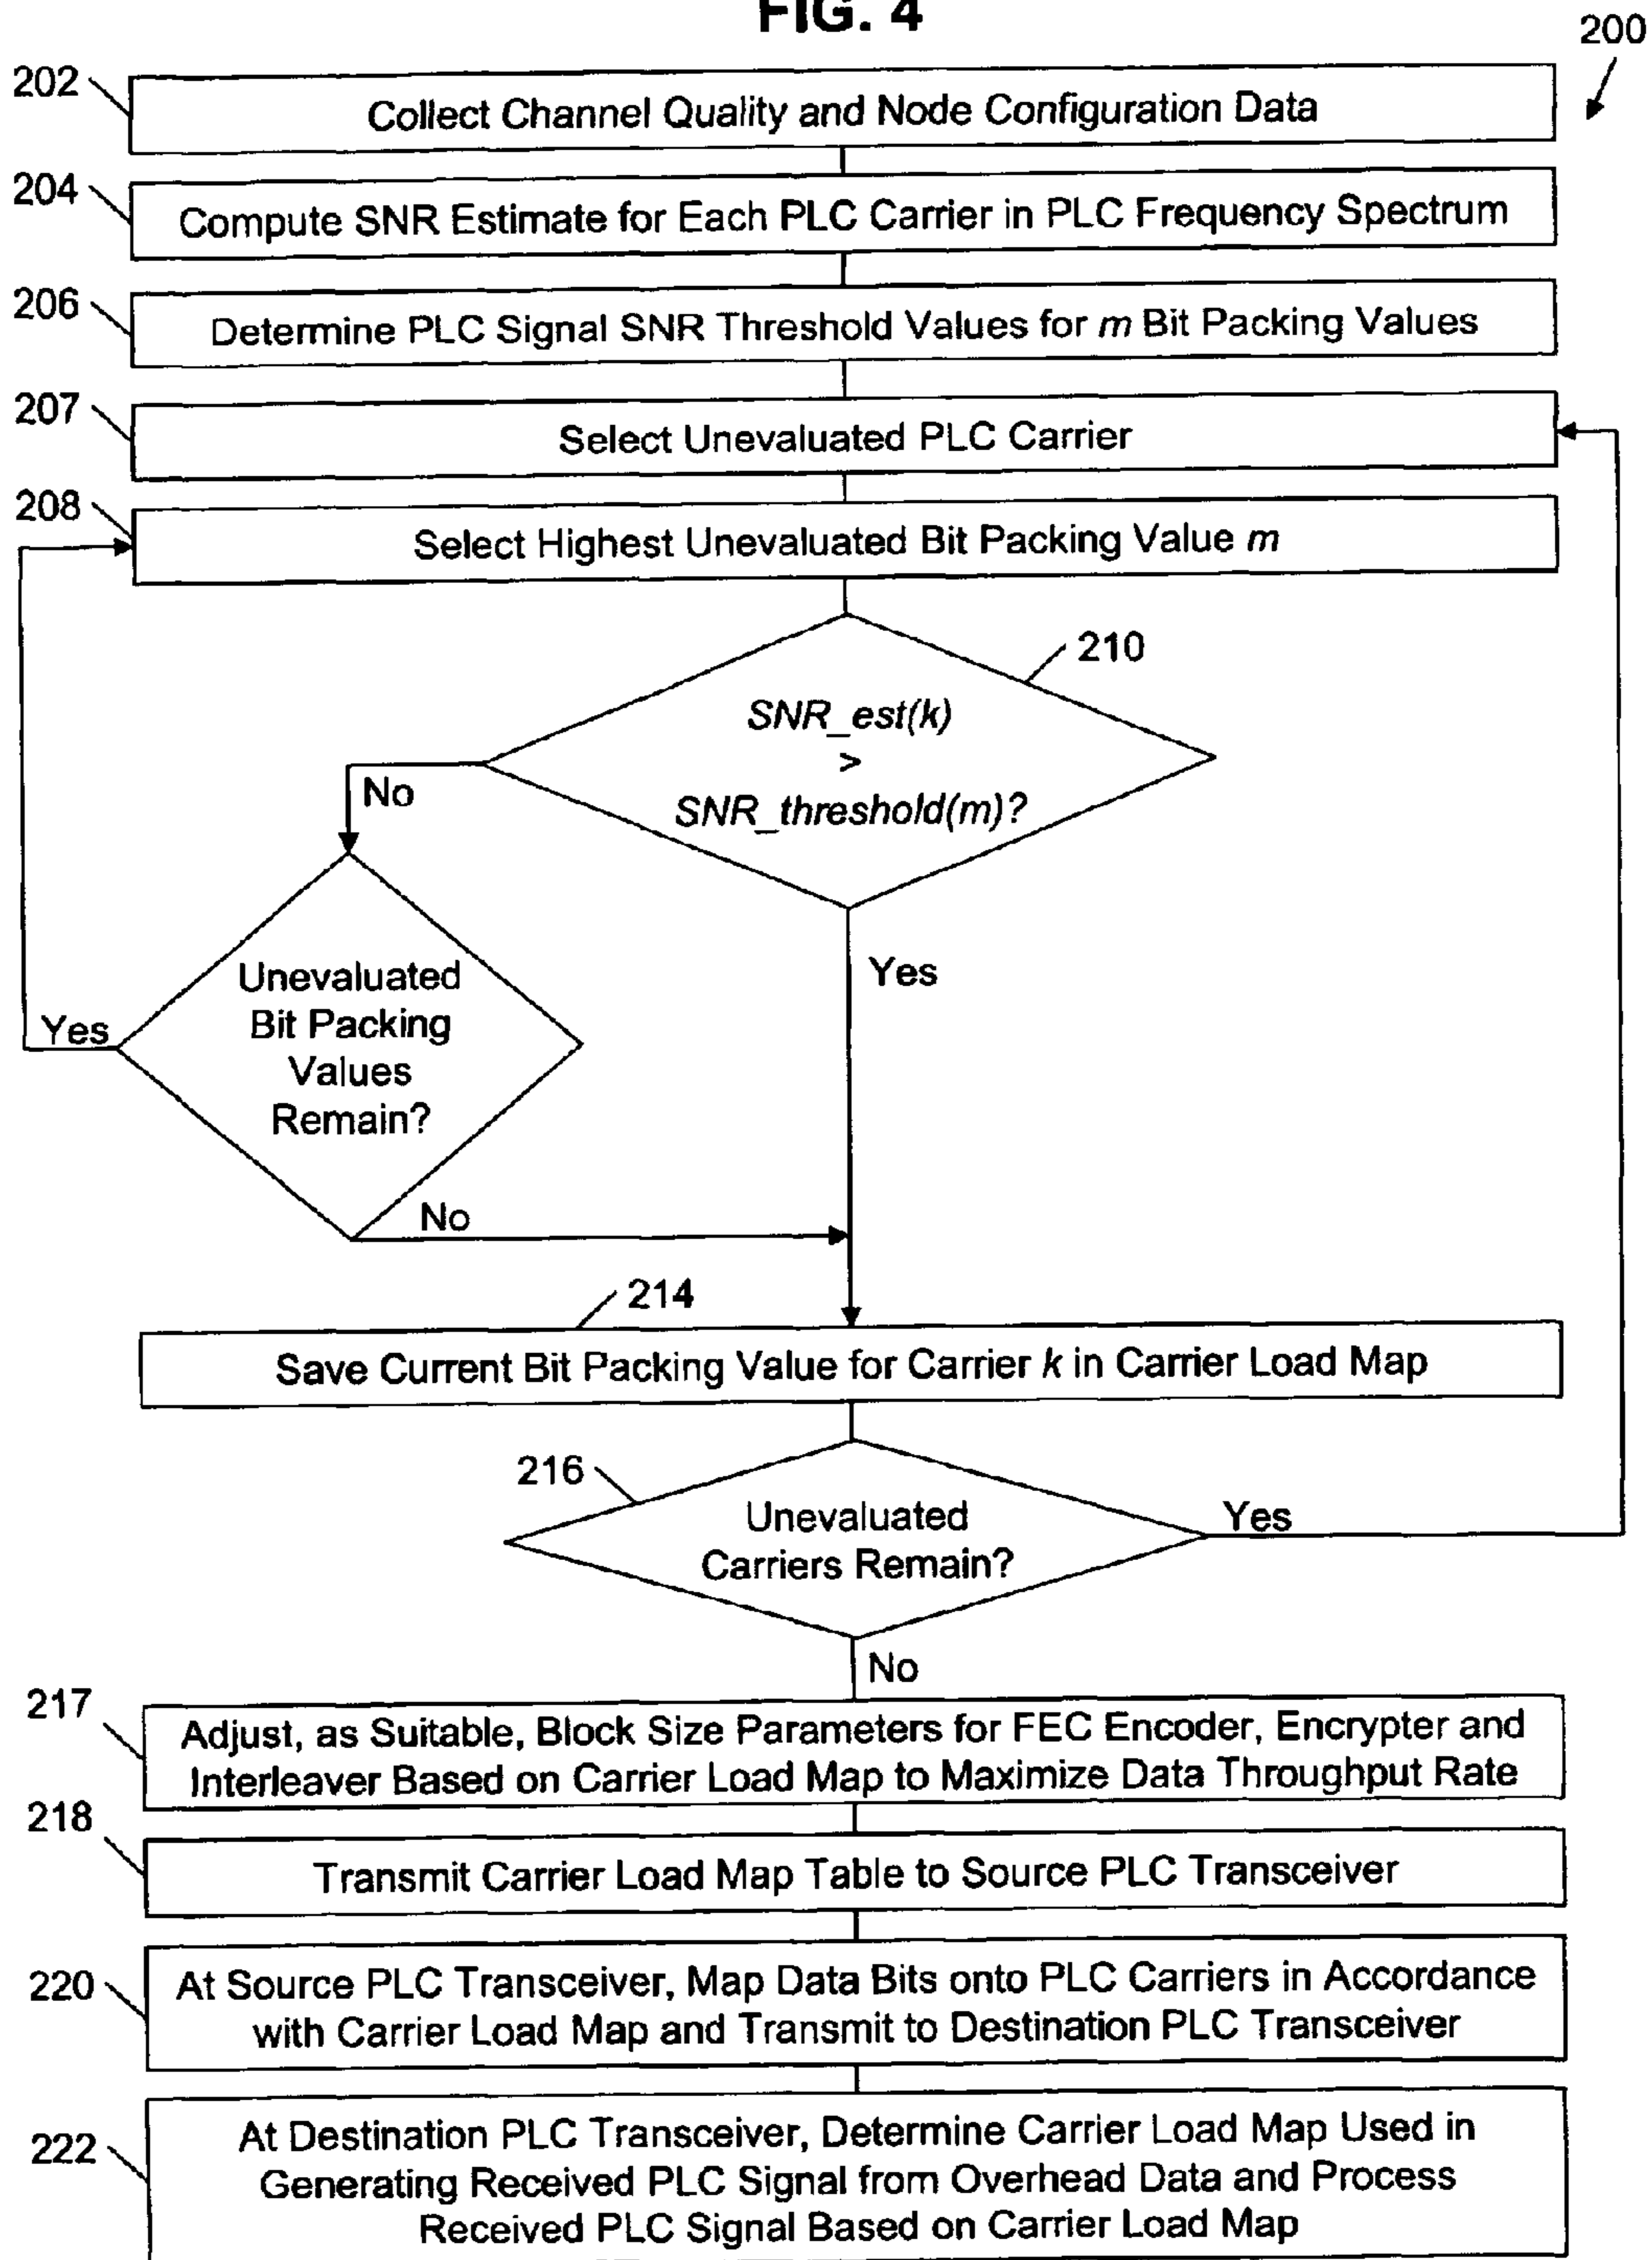 FIG. 4
200
202
Collect Channel Quality and Node Configuration Data
204
Compute SNR Estimate for Each PLC Carrier in PLC Frequency Spectrum
206
Determine PLC Signal SNR Threshold Values for m Bit Packing Values
207
Select Unevaluated PLC Carrier
208
Select Highest Unevaluated Bit Packing Value m
210
SNR_est(k)
>
SNR_threshold(m)?
No
Yes
Unevaluated
Bit Packing
Values
Remain?
Yes
No
214
Save Current Bit Packing Value for Carrier k in Carrier Load Map
216
Unevaluated
Carriers Remain?
Yes
No
217
Adjust, as Suitable, Block Size Parameters for FEC Encoder, Encrypter and
Interleaver Based on Carrier Load Map to Maximize Data Throughput Rate
218
Transmit Carrier Load Map Table to Source PLC Transceiver
220
At Source PLC Transceiver, Map Data Bits onto PLC Carriers in Accordance
with Carrier Load Map and Transmit to Destination PLC Transceiver
222
At Destination PLC Transceiver, Determine Carrier Load Map Used in
Generating Received PLC Signal from Overhead Data and Process
Received PLC Signal Based on Carrier Load Map